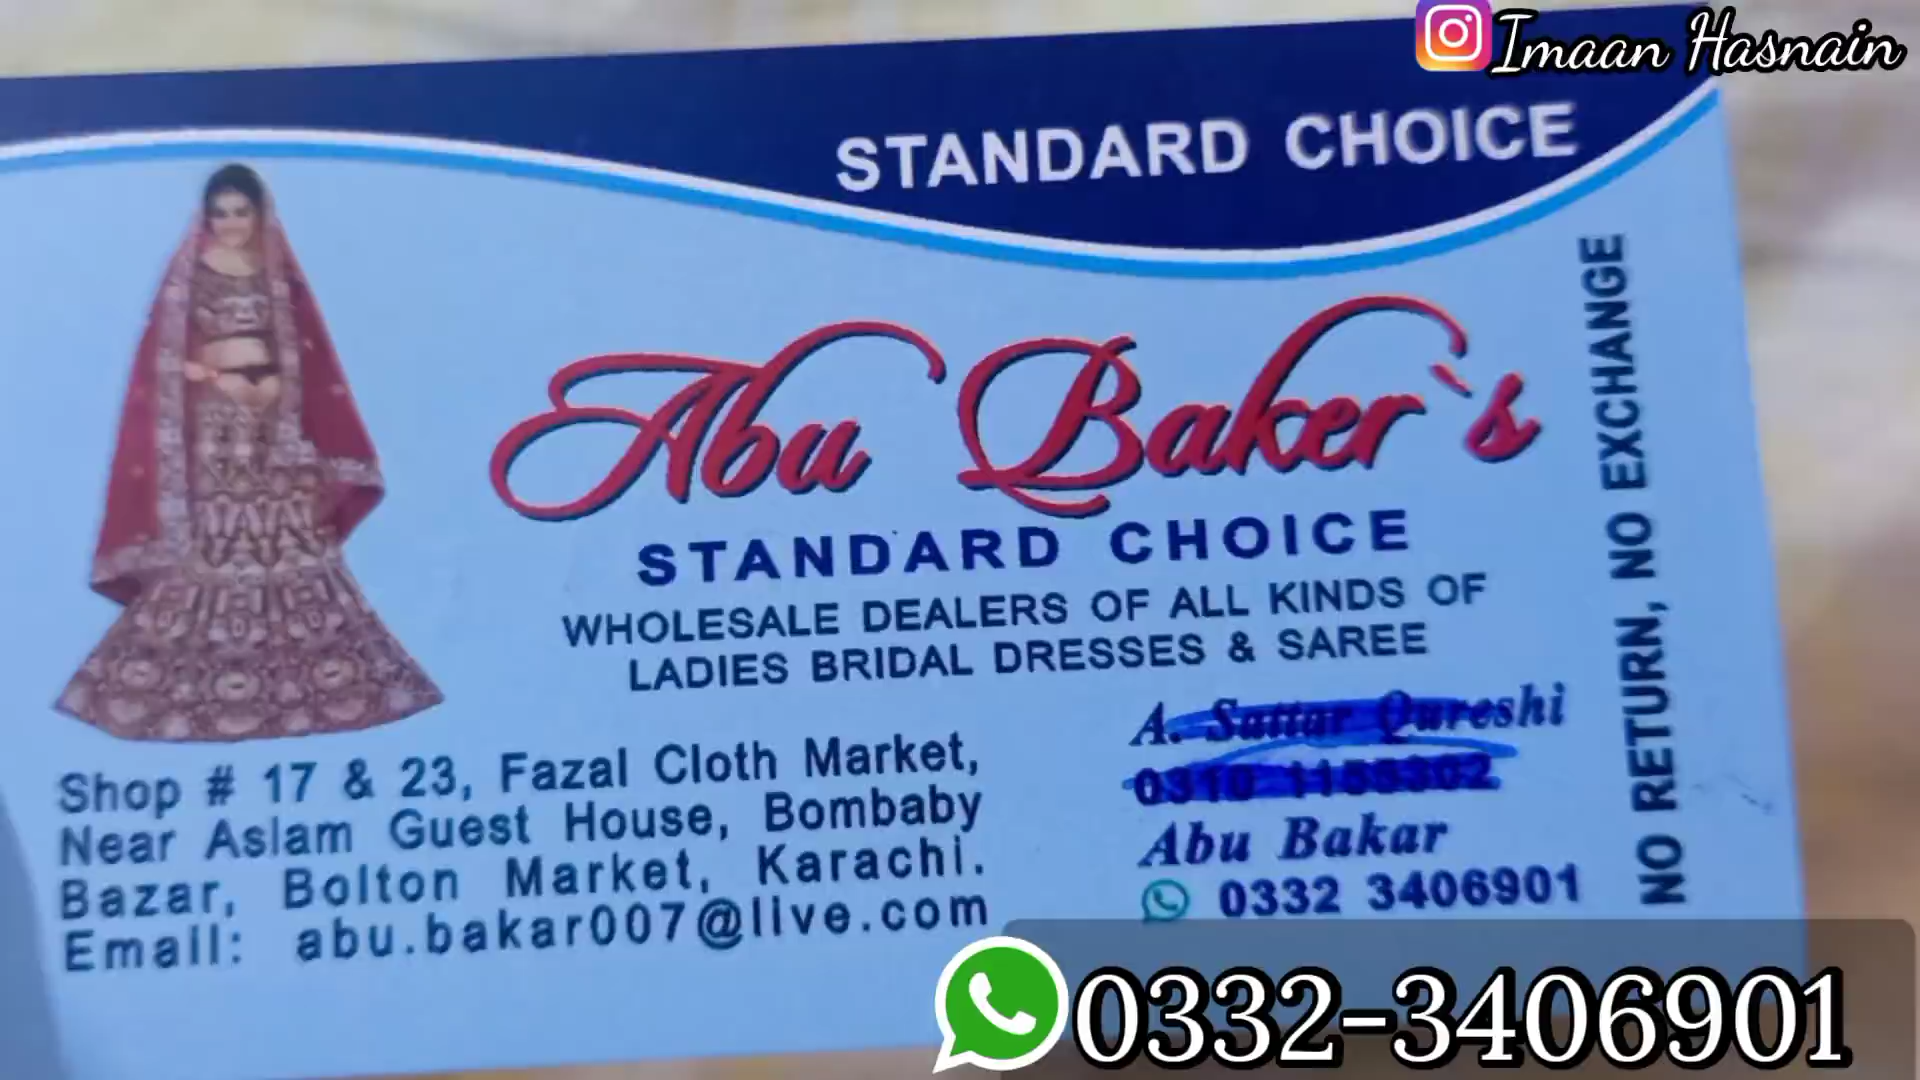 Imaan Hasnain
STANDARD CHOICE
Abu Baker`s
STANDARD CHOICE
WHOLESALE DEALERS OF ALL KINDS OF
LADIES BRIDAL DRESSES & SAREE
NO RETURN, NO EXCHANGE
Shop # 17 & 23, Fazal Cloth Market,
Near Aslam Guest House, Bombaby
Bazar, Bolton Market, Karachi.
Email: abu.bakar007@live.com
A. Sattar Qureshi
Abu Bakar
0332 3406901
0332-3406901